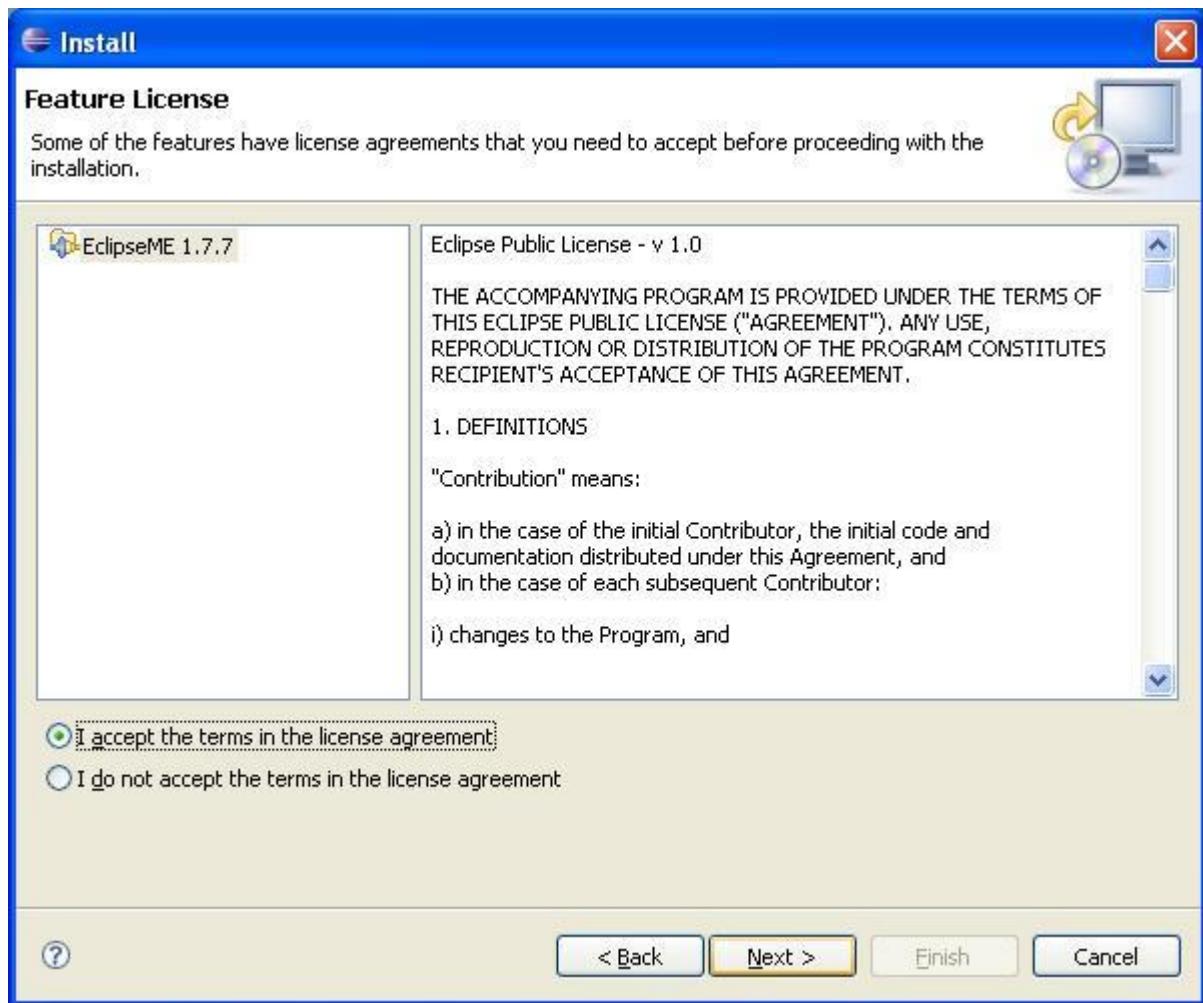 Install
Feature License
Some of the features have license agreements that you need to accept before proceeding with the
installation.
EclipseME 1.7.7
Eclipse Public License - v 1.0
THE ACCOMPANYING PROGRAM IS PROVIDED UNDER THE TERMS OF
THIS ECLIPSE PUBLIC LICENSE ("AGREEMENT"). ANY USE,
REPRODUCTION OR DISTRIBUTION OF THE PROGRAM CONSTITUTES
RECIPIENT'S ACCEPTANCE OF THIS AGREEMENT.
1. DEFINITIONS
"Contribution" means:
a) in the case of the initial Contributor, the initial code and
documentation distributed under this Agreement, and
b) in the case of each subsequent Contributor:
i) changes to the Program, and
I accept the terms in the license agreement
I do not accept the terms in the license agreement
?
< Back
Next >
Finish
Cancel